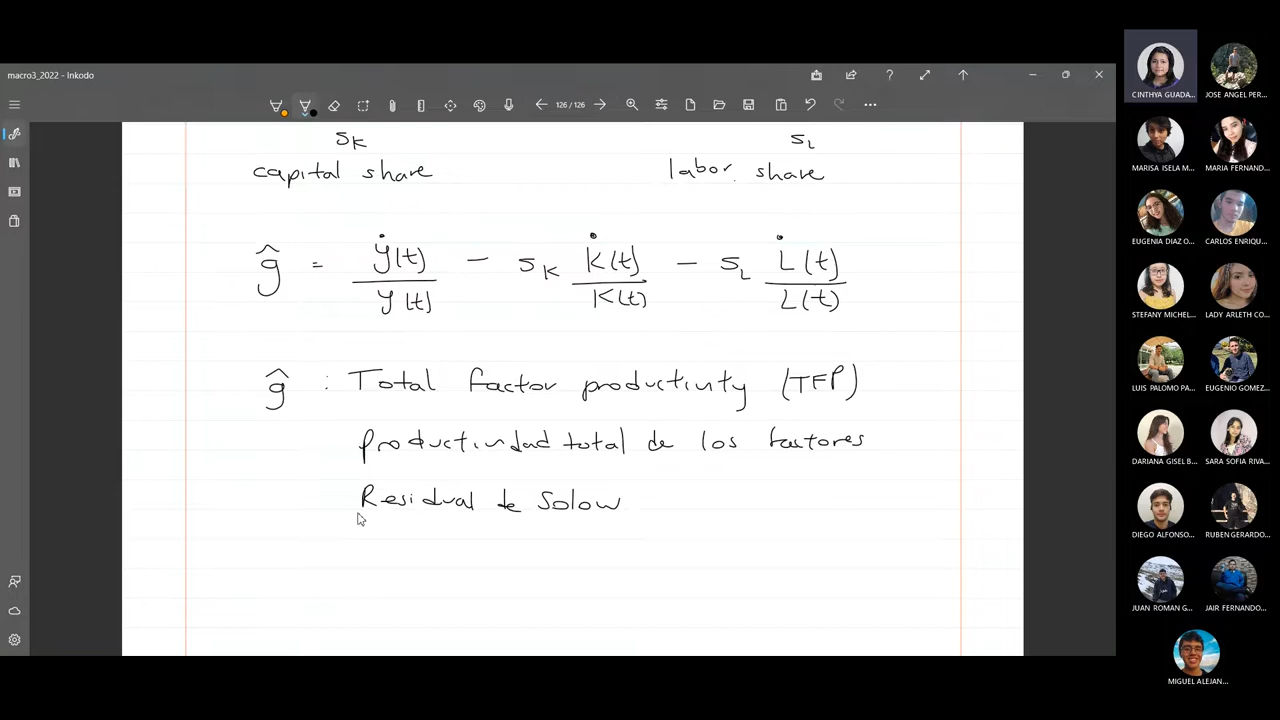 macro3_2022 - Inkodo
126 / 126
s_K
s_L
capital share
labor. share
ĝ = Ẏ(t)/Y(t) - s_K K̇(t)/K(t) - s_L L̇(t)/L(t)
ĝ : Total factor productivity (TFP)
productividad total de los factores
Residual de Solow
CINTHYA GUADA...
JOSE ANGEL PER...
MARISA ISELA M...
MARIA FERNAND...
EUGENIA DIAZ O...
CARLOS ENRIQU...
STEFANY MICHEL...
LADY ARLETH CO...
LUIS PALOMO PA...
EUGENIO GOMEZ...
DARIANA GISEL B...
SARA SOFIA RIVA...
DIEGO ALFONSO...
RUBEN GERARDO...
JUAN ROMAN G...
JAIR FERNANDO...
MIGUEL ALEJAN...